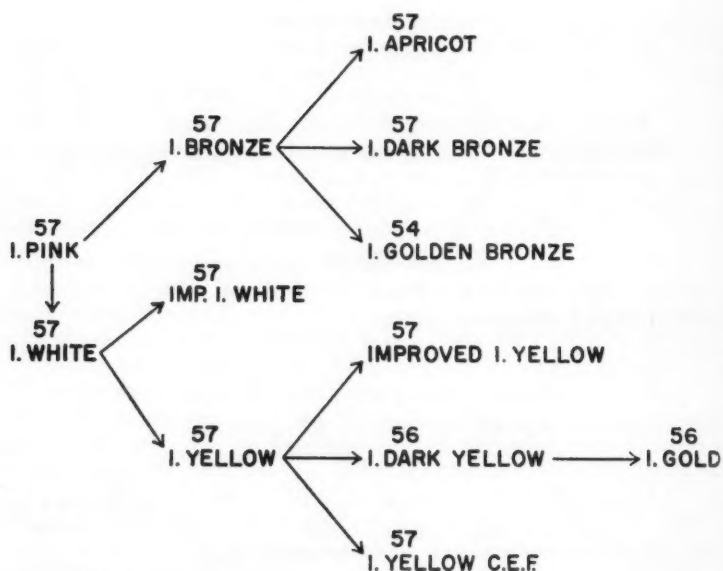 57
I. APRICOT
57
I. BRONZE
57
I. DARK BRONZE
57
I. PINK
54
I. GOLDEN BRONZE
57
IMP. I. WHITE
57
I. WHITE
57
IMPROVED I. YELLOW
57
I. YELLOW
56
I. DARK YELLOW
56
I. GOLD
57
I. YELLOW C.E.F.